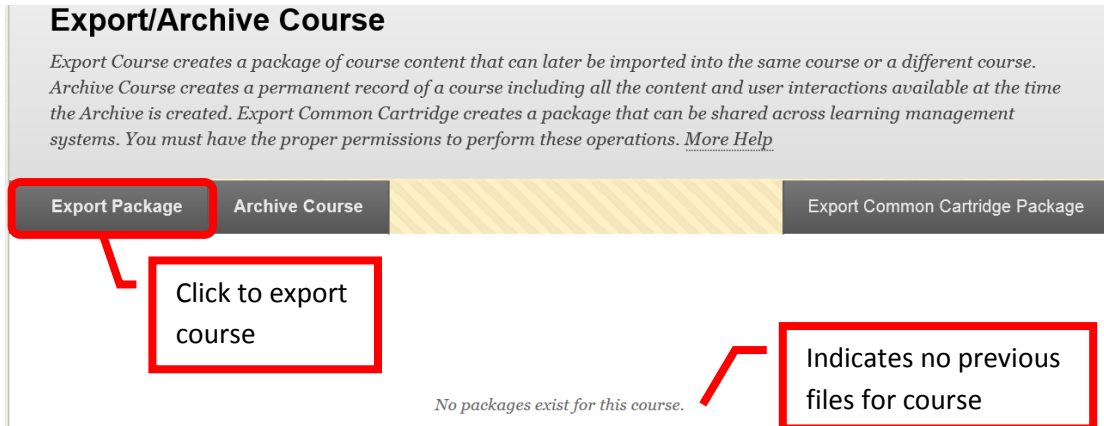 Export/Archive Course
Export Course creates a package of course content that can later be imported into the same course or a different course.
Archive Course creates a permanent record of a course including all the content and user interactions available at the time
the Archive is created. Export Common Cartridge creates a package that can be shared across learning management
systems. You must have the proper permissions to perform these operations. More Help
Export Package
Archive Course
Export Common Cartridge Package
Click to export
course
Indicates no previous
files for course
No packages exist for this course.